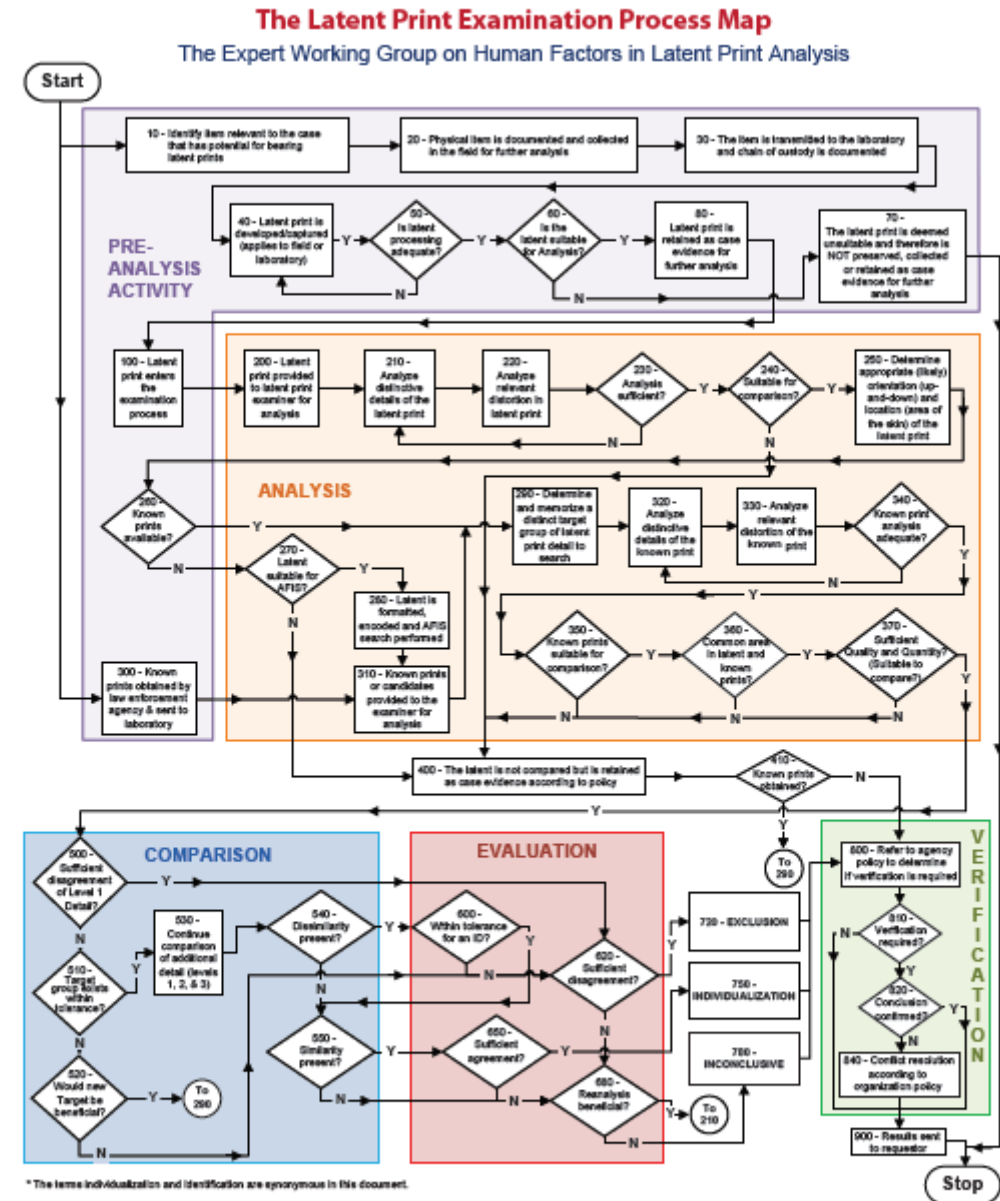 The Latent Print Examination Process Map
The Expert Working Group on Human Factors in Latent Print Analysis
Start
10 - Identify item relevant to the case
that has potential for bearing
latent prints
20 - Physical item is documented and collected
in the field for further analysis
30 - The item is transmitted to the laboratory
and chain of custody is documented
PRE-
ANALYSIS
ACTIVITY
40 - Latent print is
developed/captured
(applies to field or
laboratory)
Y
50 -
Is latent
processing
adequate?
N
Y
60 -
Is the
latent suitable
for Analysis?
Y
N
80 -
Latent print is
retained as case
evidence for
further analysis
70 -
The latent print is deemed
unsuitable and therefore is
NOT preserved, collected
or retained as case
evidence for further
analysis
100 - Latent
print enters
the
examination
process
200 - Latent
print provided
to latent print
examiner for
analysis
210 -
Analyze
distinctive
details of the
latent print
220 -
Analyze
relevant
distortion in
latent print
230 -
Analysis
sufficient?
Y
N
240 -
Suitable for
comparison?
Y
N
250 - Determine
appropriate (likely)
orientation (up-
and-down) and
location (area of
the skin) of the
latent print
ANALYSIS
260 -
Known
prints
available?
Y
N
270 -
Latent
suitable for
AFIS?
Y
N
280 - Latent is
formatted,
encoded and AFIS
search performed
290 - Determine
and memorize a
distinct target
group of latent
print detail to
search
320 -
Analyze
distinctive
details of the
known print
330 - Analyze
relevant
distortion of the
known print
340 -
Known print
analysis
adequate?
Y
N
Y
300 - Known
prints obtained by
law enforcement
agency & sent to
laboratory
310 - Known prints
or candidates
provided to the
examiner for
analysis
350 -
Known prints
suitable for
comparison?
Y
N
360 -
Common area
in latent and
known
prints?
Y
N
370 -
Sufficient
Quality and Quantity?
(Suitable to
compare?)
Y
N
400 - The latent is not compared but is retained
as case evidence according to policy
410 -
Known prints
obtained?
N
Y
Y
To
290
COMPARISON
500 -
Sufficient
disagreement
of Level 1
Detail?
Y
N
510 -
Target
group exists
within
tolerance?
Y
N
520 -
Would new
Target be
beneficial?
Y
N
To
290
530 -
Continue
comparison
of additional
detail (levels
1, 2, & 3)
540 -
Dissimilarity
present?
Y
N
550 -
Similarity
present?
Y
N
EVALUATION
600 -
Within tolerance
for an ID?
Y
N
620 -
Sufficient
disagreement?
Y
N
650 -
Sufficient
agreement?
Y
N
680 -
Reanalysis
beneficial?
Y
N
To
210
720 - EXCLUSION
750 -
INDIVIDUALIZATION
780 -
INCONCLUSIVE
VERIFICATION
800 - Refer to agency
policy to determine
if verification is required
810 -
Verification
required?
N
Y
820 -
Conclusion
confirmed?
Y
N
840 - Conflict resolution
according to
organization policy
900 - Results sent
to requestor
Stop
* The terms individualization and identification are synonymous in this document.